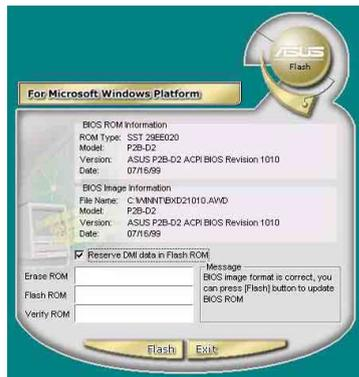 ASUS
Flash
For Microsoft Windows Platform
BIOS ROM Information
ROM Type: SST 29EE020
Model: P2B-D2
Version: ASUS P2B-D2 ACPI BIOS Revision 1010
Date: 07/16/99
BIOS Image Information
File Name: C:\WINNT\BXD21010.AWD
Model: P2B-D2
Version: ASUS P2B-D2 ACPI BIOS Revision 1010
Date: 07/16/99
Reserve DMI data in Flash ROM
Erase ROM
Flash ROM
Verify ROM
Message
BIOS image format is correct, you
can press [Flash] button to update
BIOS ROM
Flash Exit